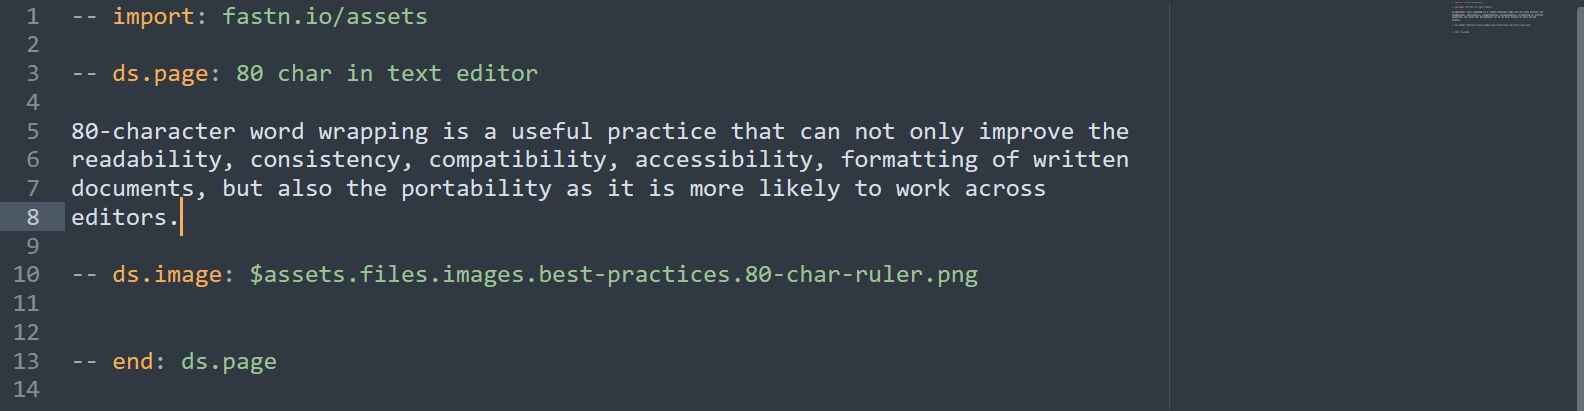 1 -- import: fastn.io/assets
2
3 -- ds.page: 80 char in text editor
4
5 80-character word wrapping is a useful practice that can not only improve the
6 readability, consistency, compatibility, accessibility, formatting of written
7 documents, but also the portability as it is more likely to work across
8 editors.
9
10 -- ds.image: $assets.files.images.best-practices.80-char-ruler.png
11
12
13 -- end: ds.page
14